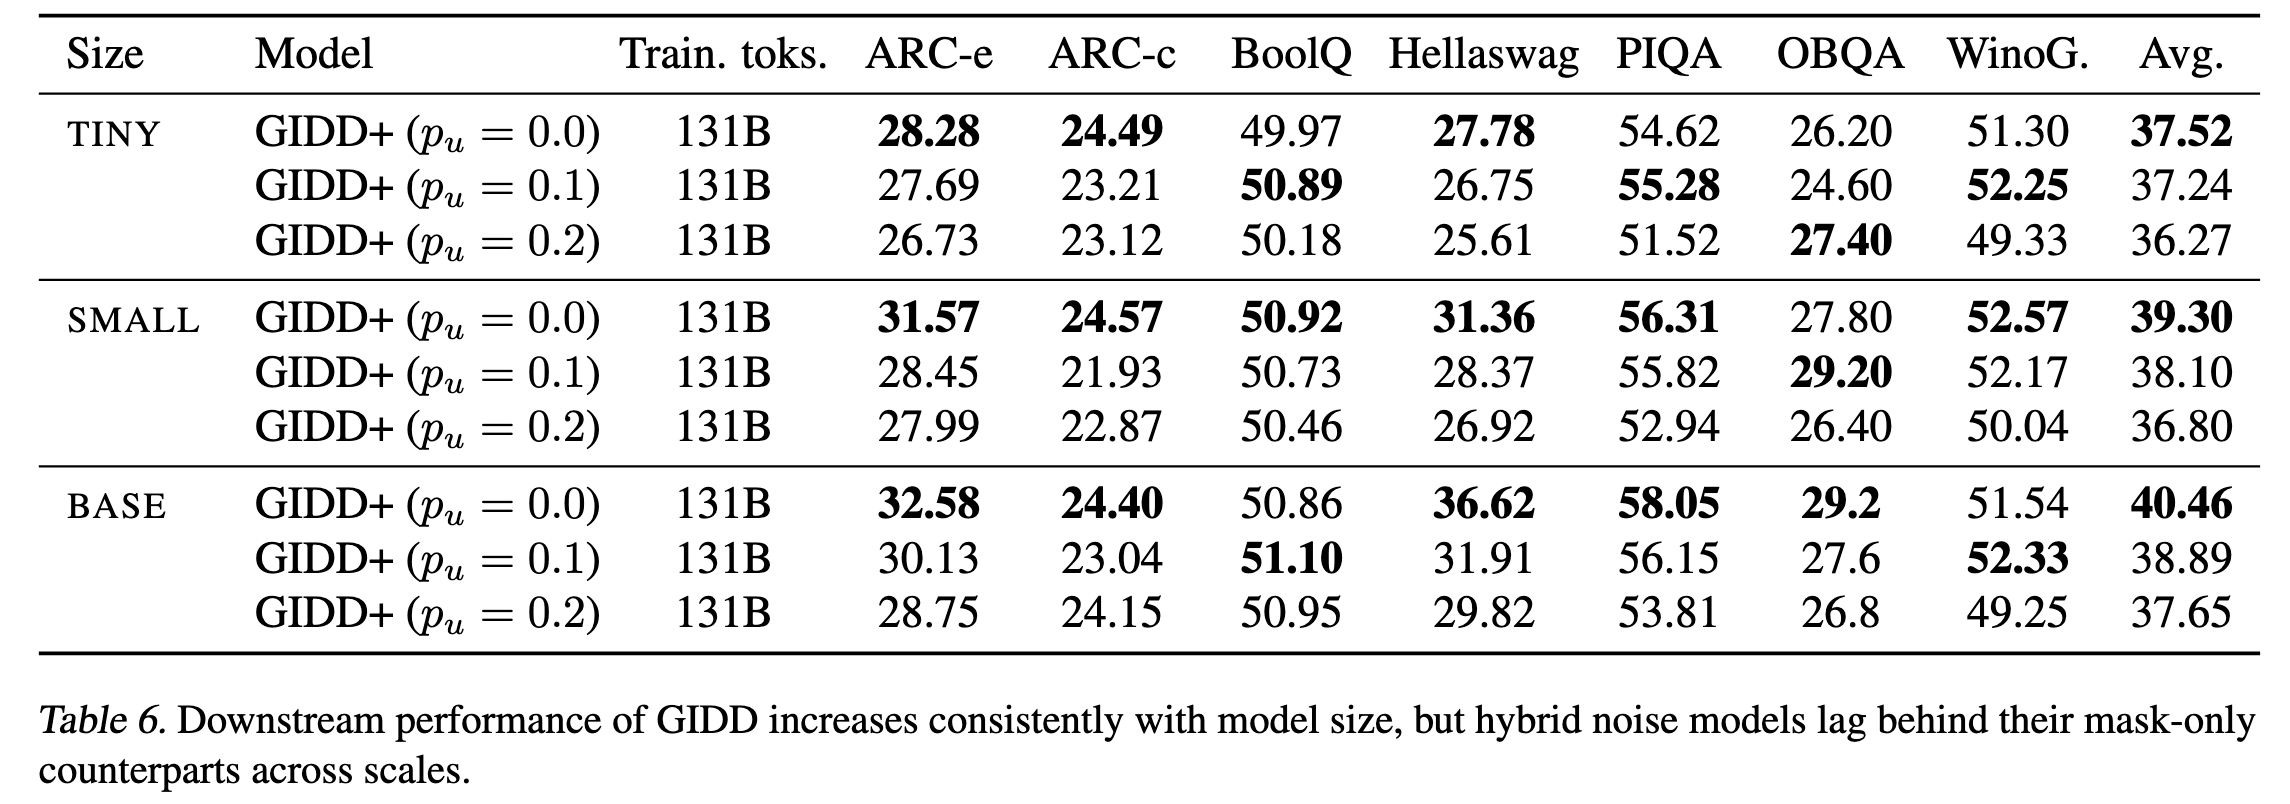 Size Model Train. toks. ARC-e ARC-c BoolQ Hellaswag PIQA OBQA WinoG. Avg.
TINY GIDD+ (pᵤ = 0.0) 131B 28.28 24.49 49.97 27.78 54.62 26.20 51.30 37.52
GIDD+ (pᵤ = 0.1) 131B 27.69 23.21 50.89 26.75 55.28 24.60 52.25 37.24
GIDD+ (pᵤ = 0.2) 131B 26.73 23.12 50.18 25.61 51.52 27.40 49.33 36.27
SMALL GIDD+ (pᵤ = 0.0) 131B 31.57 24.57 50.92 31.36 56.31 27.80 52.57 39.30
GIDD+ (pᵤ = 0.1) 131B 28.45 21.93 50.73 28.37 55.82 29.20 52.17 38.10
GIDD+ (pᵤ = 0.2) 131B 27.99 22.87 50.46 26.92 52.94 26.40 50.04 36.80
BASE GIDD+ (pᵤ = 0.0) 131B 32.58 24.40 50.86 36.62 58.05 29.2 51.54 40.46
GIDD+ (pᵤ = 0.1) 131B 30.13 23.04 51.10 31.91 56.15 27.6 52.33 38.89
GIDD+ (pᵤ = 0.2) 131B 28.75 24.15 50.95 29.82 53.81 26.8 49.25 37.65
Table 6. Downstream performance of GIDD increases consistently with model size, but hybrid noise models lag behind their mask-only
counterparts across scales.